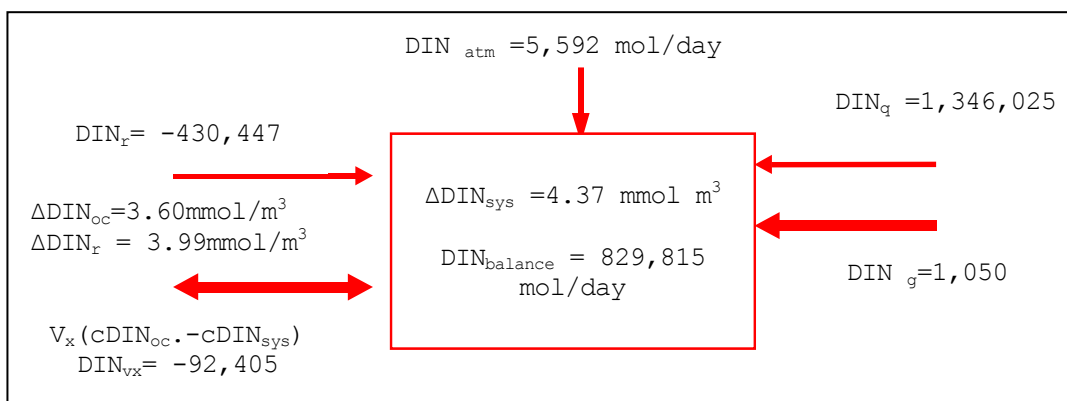 DIN atm =5,592 mol/day
DINq =1,346,025
DINr= -430,447
ΔDINsys =4.37 mmol m³
ΔDINoc=3.60mmol/m³
ΔDINr = 3.99mmol/m³
DINbalance = 829,815
mol/day
DIN g=1,050
Vx(cDINoc.-cDINsys)
DINvx= -92,405